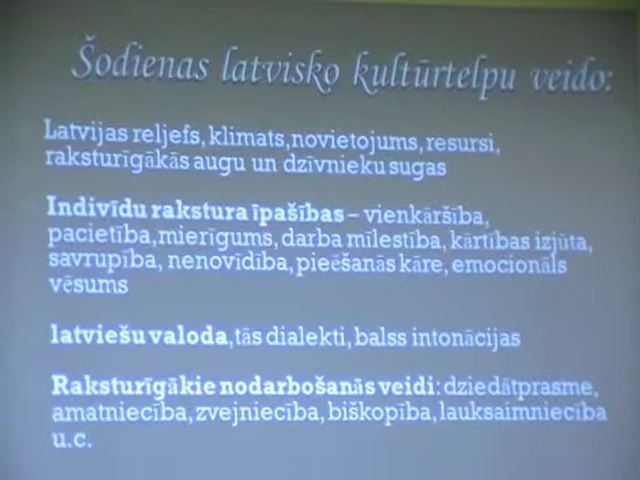 Šodienas latvisko kultūrtelpu veido:
Latvijas reljefs, klimats,novietojums, resursi,
raksturīgākās augu un dzīvnieku sugas
Indivīdu rakstura īpašības – vienkāršība,
pacietība,mierīgums, darba mīlestība, kārtības izjūta,
savrupība, nenovīdība, pieēšanās kāre, emocionāls
vēsums
latviešu valoda,tās dialekti, balss intonācijas
Raksturīgākie nodarbošanās veidi: dziedātprasme,
amatniecība, zvejniecība, biškopība, lauksaimniecība
u.c.